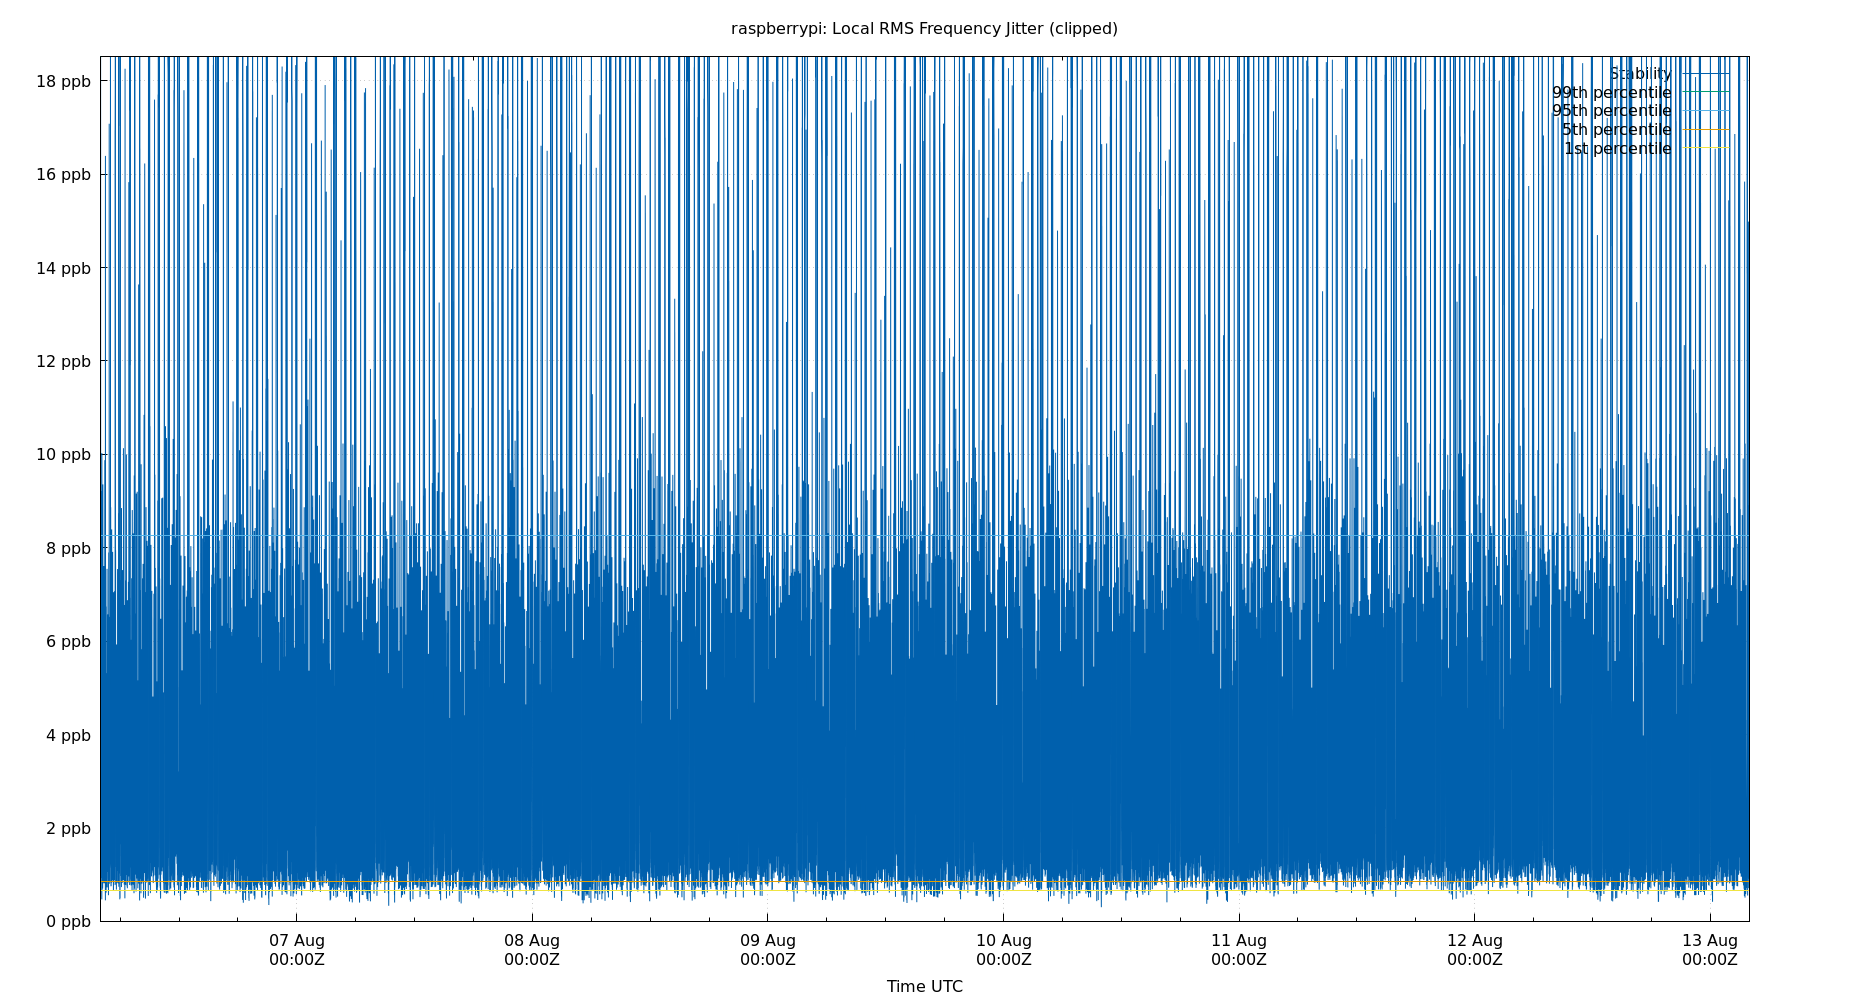 raspberrypi: Local RMS Frequency Jitter (clipped)
18 ppb
16 ppb
14 ppb
12 ppb
10 ppb
8 ppb
6 ppb
4 ppb
2 ppb
0 ppb
Stability
99th percentile
95th percentile
5th percentile
1st percentile
07 Aug
00:00Z
08 Aug
00:00Z
09 Aug
00:00Z
10 Aug
00:00Z
11 Aug
00:00Z
12 Aug
00:00Z
13 Aug
00:00Z
Time UTC